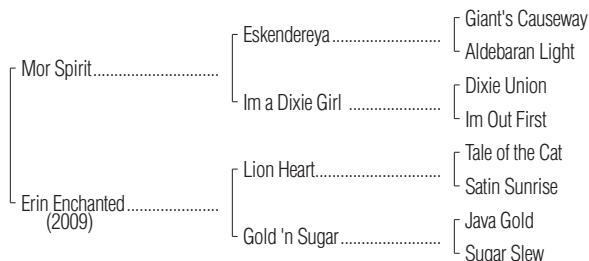 Giant's Causeway
Eskendereya
Aldebaran Light
Mor Spirit
Dixie Union
Im a Dixie Girl
Im Out First
Tale of the Cat
Lion Heart
Satin Sunrise
Erin Enchanted
(2009)
Java Gold
Gold 'n Sugar
Sugar Slew